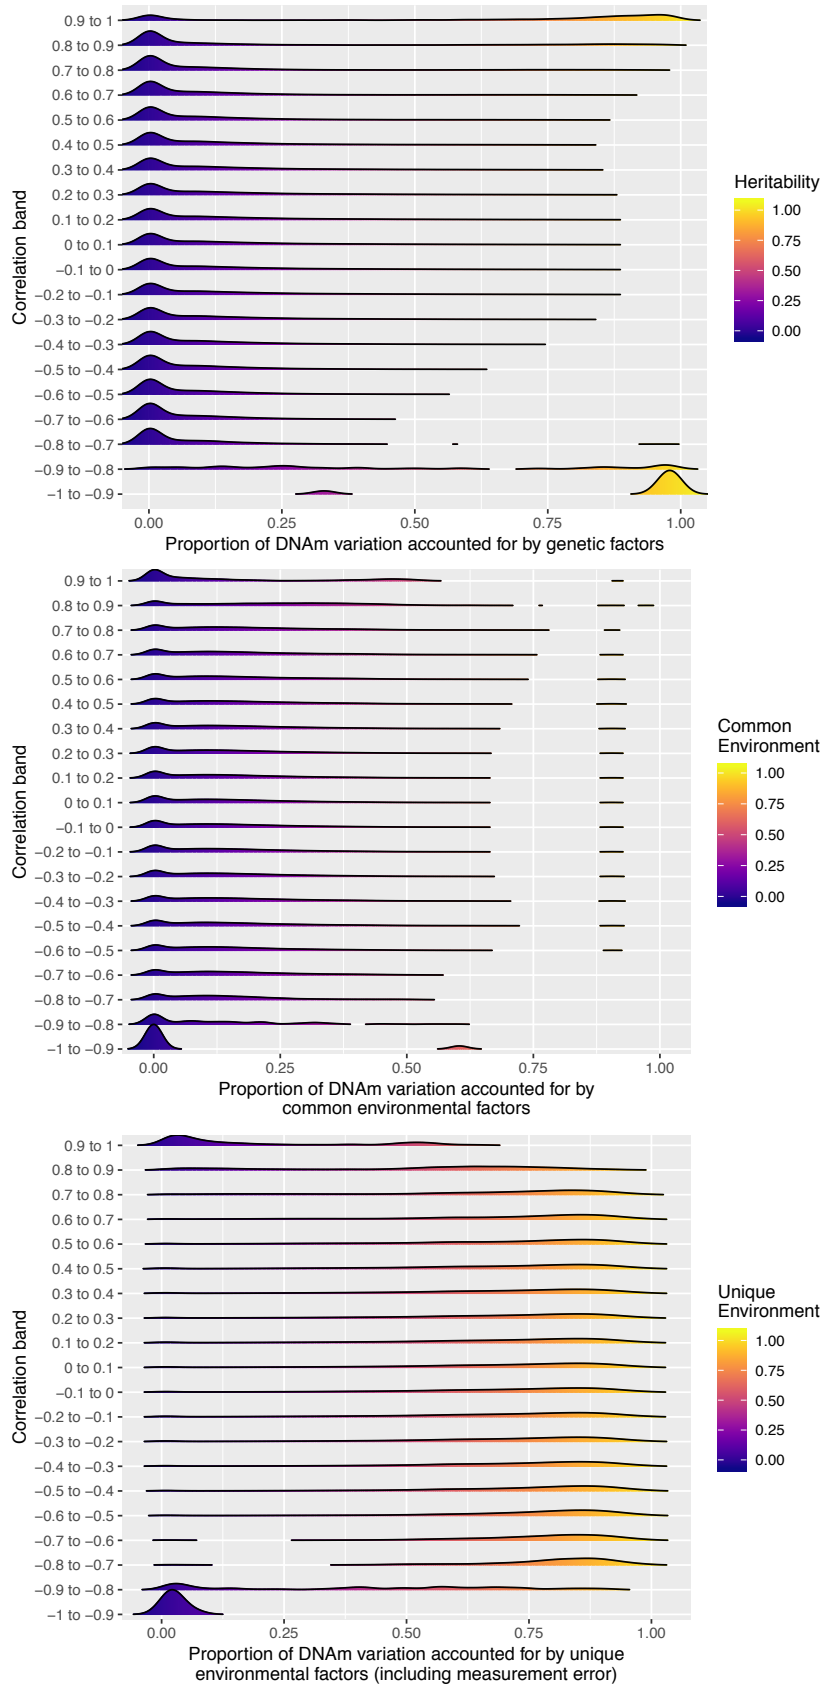 0.9 to 1
0.8 to 0.9
0.7 to 0.8
0.6 to 0.7
0.5 to 0.6
0.4 to 0.5
0.3 to 0.4
0.2 to 0.3
0.1 to 0.2
0 to 0.1
−0.1 to 0
−0.2 to −0.1
−0.3 to −0.2
−0.4 to −0.3
−0.5 to −0.4
−0.6 to −0.5
−0.7 to −0.6
−0.8 to −0.7
−0.9 to −0.8
−1 to −0.9
Correlation band
0.00 0.25 0.50 0.75 1.00
Proportion of DNAm variation accounted for by genetic factors
Heritability
1.00
0.75
0.50
0.25
0.00
0.9 to 1
0.8 to 0.9
0.7 to 0.8
0.6 to 0.7
0.5 to 0.6
0.4 to 0.5
0.3 to 0.4
0.2 to 0.3
0.1 to 0.2
0 to 0.1
−0.1 to 0
−0.2 to −0.1
−0.3 to −0.2
−0.4 to −0.3
−0.5 to −0.4
−0.6 to −0.5
−0.7 to −0.6
−0.8 to −0.7
−0.9 to −0.8
−1 to −0.9
Correlation band
0.00 0.25 0.50 0.75 1.00
Proportion of DNAm variation accounted for by
common environmental factors
Common
Environment
1.00
0.75
0.50
0.25
0.00
0.9 to 1
0.8 to 0.9
0.7 to 0.8
0.6 to 0.7
0.5 to 0.6
0.4 to 0.5
0.3 to 0.4
0.2 to 0.3
0.1 to 0.2
0 to 0.1
−0.1 to 0
−0.2 to −0.1
−0.3 to −0.2
−0.4 to −0.3
−0.5 to −0.4
−0.6 to −0.5
−0.7 to −0.6
−0.8 to −0.7
−0.9 to −0.8
−1 to −0.9
Correlation band
0.00 0.25 0.50 0.75 1.00
Proportion of DNAm variation accounted for by unique
environmental factors (including measurement error)
Unique
Environment
1.00
0.75
0.50
0.25
0.00